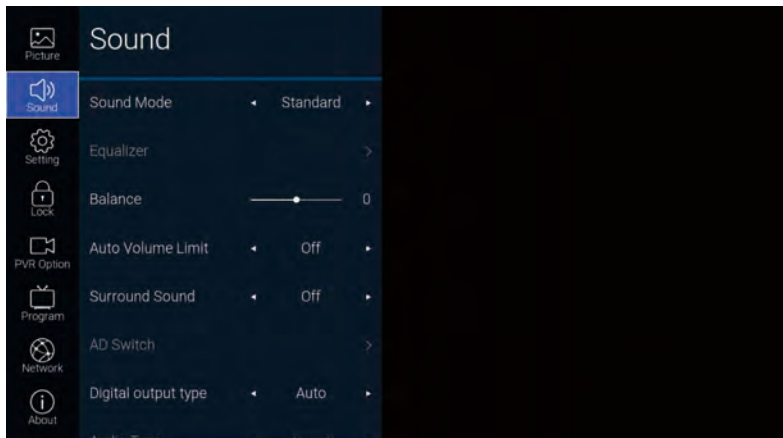 Picture
Sound
Setting
Lock
PVR Option
Program
Network
About
Sound
Sound Mode Standard
Equalizer
Balance 0
Auto Volume Limit Off
Surround Sound Off
AD Switch
Digital output type Auto